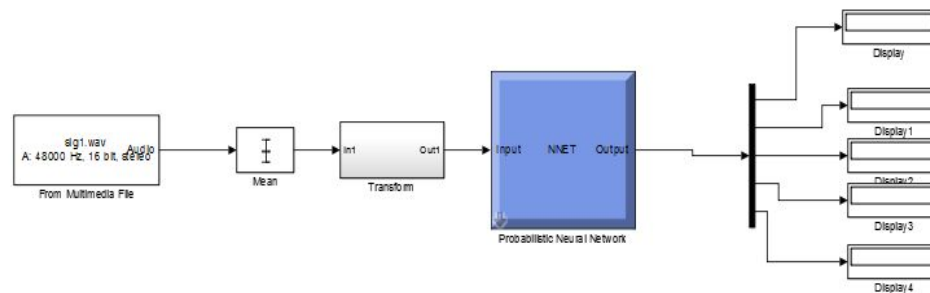 sig1.wav
A: 48000 Hz, 16 bit, stereo
Audio
From Multimedia File
Mean
In1
Out1
Transform
Input
NNET
Output
Probabilistic Neural Network
Display
Display1
Display2
Display3
Display4